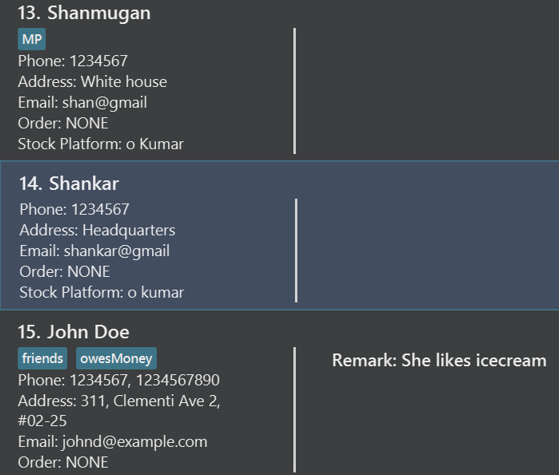 13. Shanmugan
MP
Phone: 1234567
Address: White house
Email: shan@gmail
Order: NONE
Stock Platform: o Kumar
14. Shankar
Phone: 1234567
Address: Headquarters
Email: shankar@gmail
Order: NONE
Stock Platform: o kumar
15. John Doe
friends owesMoney
Phone: 1234567, 1234567890
Address: 311, Clementi Ave 2,
#02-25
Email: johnd@example.com
Order: NONE
Remark: She likes icecream